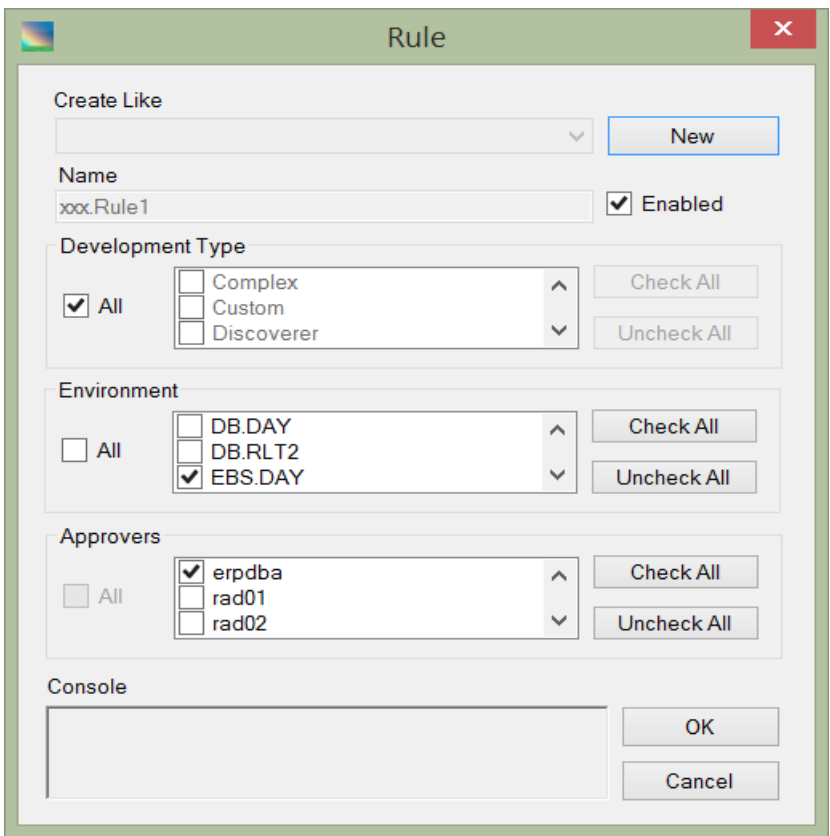 Rule
Create Like
New
Name
xxx.Rule1
Enabled
Development Type
All
Complex
Custom
Discoverer
Check All
Uncheck All
Environment
All
DB.DAY
DB.RLT2
EBS.DAY
Check All
Uncheck All
Approvers
All
erpdba
rad01
rad02
Check All
Uncheck All
Console
OK
Cancel